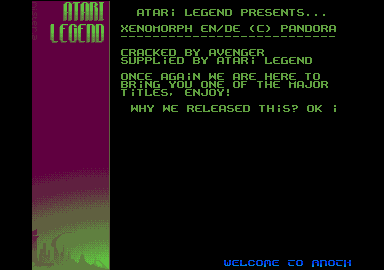 ATARI
LEGEND
ATARi LEGEND PRESENTS...
XENOMORPH EN/DE (C) PANDORA
---------------------------
CRACKED BY AVENGER
SUPPLiED BY ATARi LEGEND
ONCE AGAiN WE ARE HERE TO
BRiNG YOU ONE OF THE MAJOR
TiTLES, ENJOY!
WHY WE RELEASED THiS? OK i
WELCOME TO ANOTH